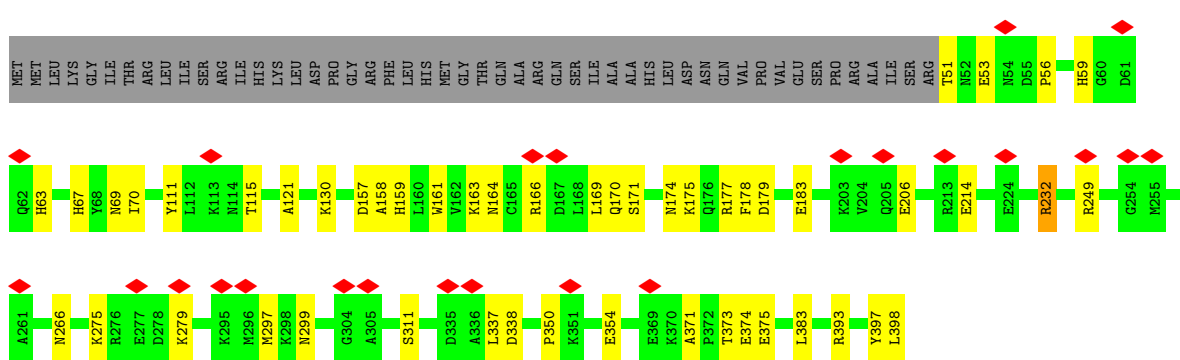 MET MET LEU LYS GLY ILE THR ARG LEU ILE SER ARG ILE HIS LYS LEU ASP PRO GLY ARG PHE LEU HIS MET GLY THR GLN ALA ARG GLN SER ILE ALA ALA HIS LEU ASP ASN GLN VAL PRO VAL GLU SER PRO ARG ALA ILE SER ARG T51 N52 E53 N54 D55 P56 H59 G60 D61
Q62 H63 H67 Y68 N69 I70 Y111 L112 K113 N114 T115 A121 K130 D157 A158 H159 L160 W161 V162 K163 N164 C165 R166 D167 L168 L169 Q170 S171 N174 K175 Q176 R177 F178 D179 E183 K203 V204 Q205 E206 R213 E214 E224 R232 R249 G254 M255
A261 N266 K275 R276 E277 D278 K279 K295 M296 M297 K298 N299 G304 A305 S311 D335 A336 L337 D338 P350 K351 E354 E369 K370 A371 P372 T373 E374 E375 L383 R393 Y397 L398